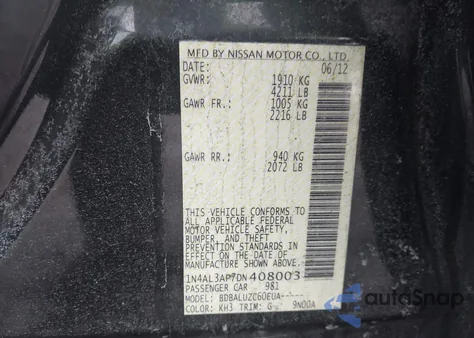 MFD BY NISSAN MOTOR CO., LTD.
DATE: 06/12
GVWR: 1910 KG
4211 LB
GAWR FR.: 1005 KG
2216 LB
GAWR RR.: 940 KG
2072 LB
THIS VEHICLE CONFORMS TO
ALL APPLICABLE FEDERAL
MOTOR VEHICLE SAFETY,
BUMPER, AND THEFT
PREVENTION STANDARDS IN
EFFECT ON THE DATE OF
MANUFACTURE SHOWN ABOVE.
1N4AL3AP7DN408003
PASSENGER CAR 981
MODEL: BDBALUZC6OEUA-----
COLOR: KH3 TRIM: G 9N00A
autoSnap